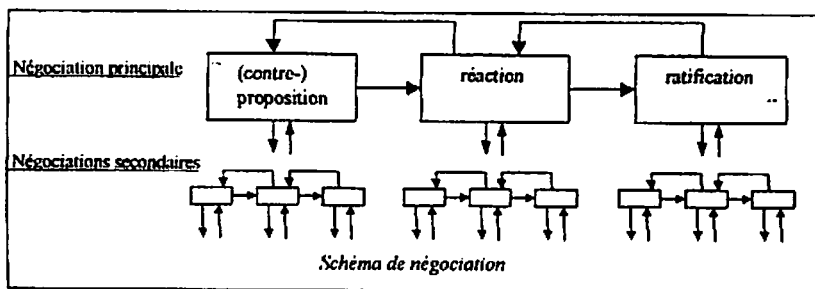 Négociation principale
(contre-)
proposition
réaction
ratification
Négociations secondaires
Schéma de négociation